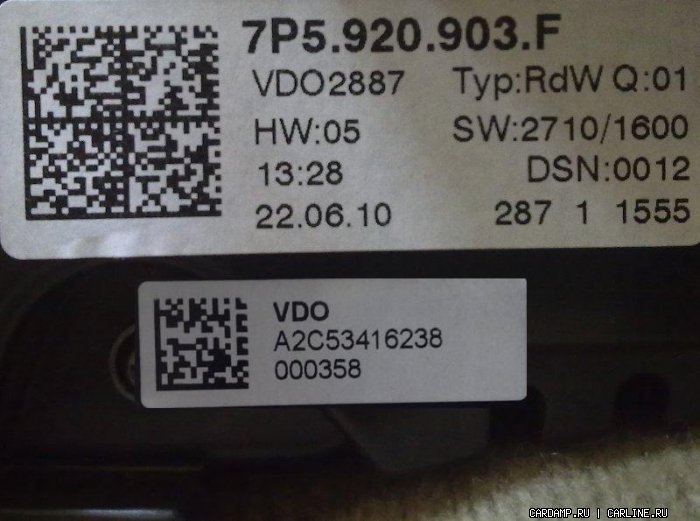 7P5.920.903.F
VDO2887 Typ:RdW Q:01
HW:05 SW:2710/1600
13:28 DSN:0012
22.06.10 287 1 1555
VDO
A2C53416238
000358
CARDAMP.RU | CARLINE.RU